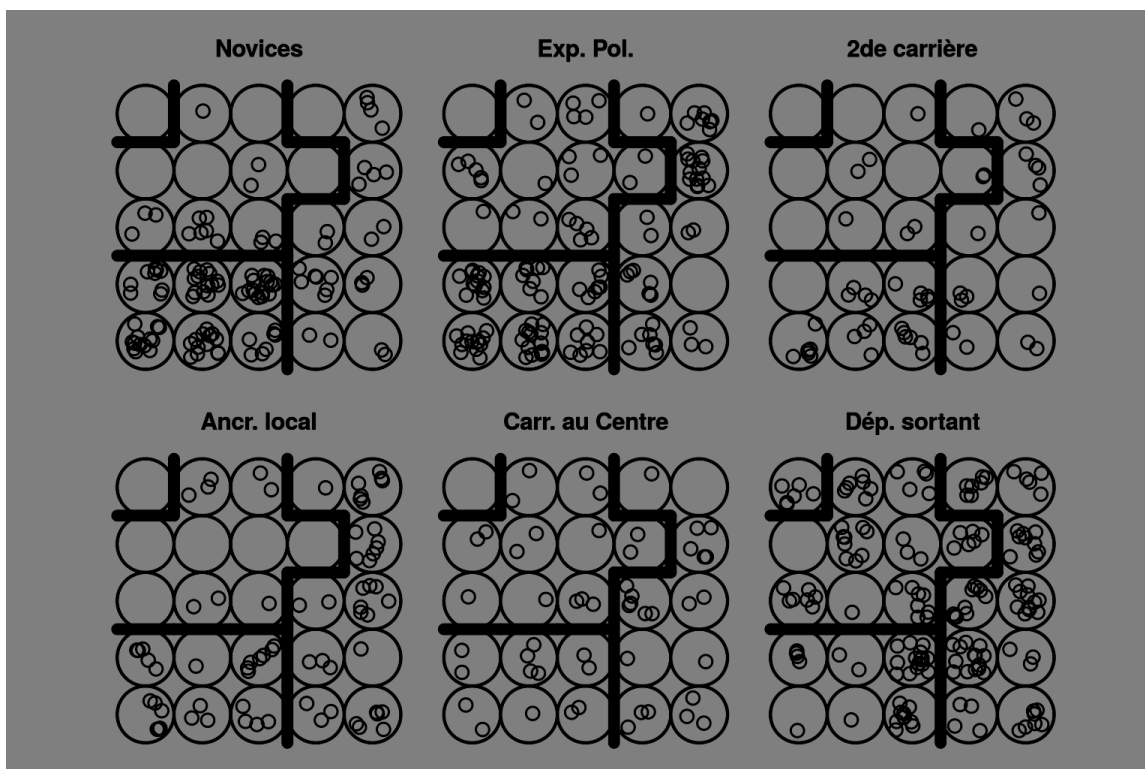 Novices
Exp. Pol.
2de carrière
Ancr. local
Carr. au Centre
Dép. sortant